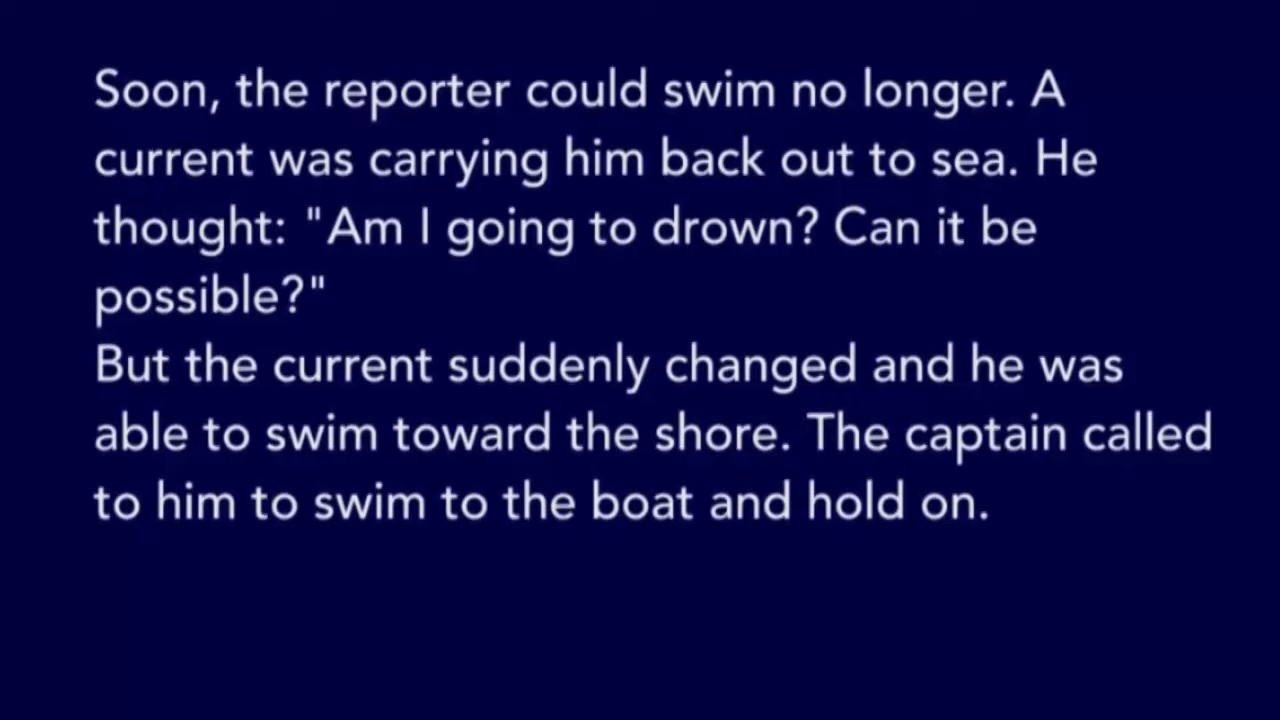 Soon, the reporter could swim no longer. A
current was carrying him back out to sea. He
thought: "Am I going to drown? Can it be
possible?"
But the current suddenly changed and he was
able to swim toward the shore. The captain called
to him to swim to the boat and hold on.